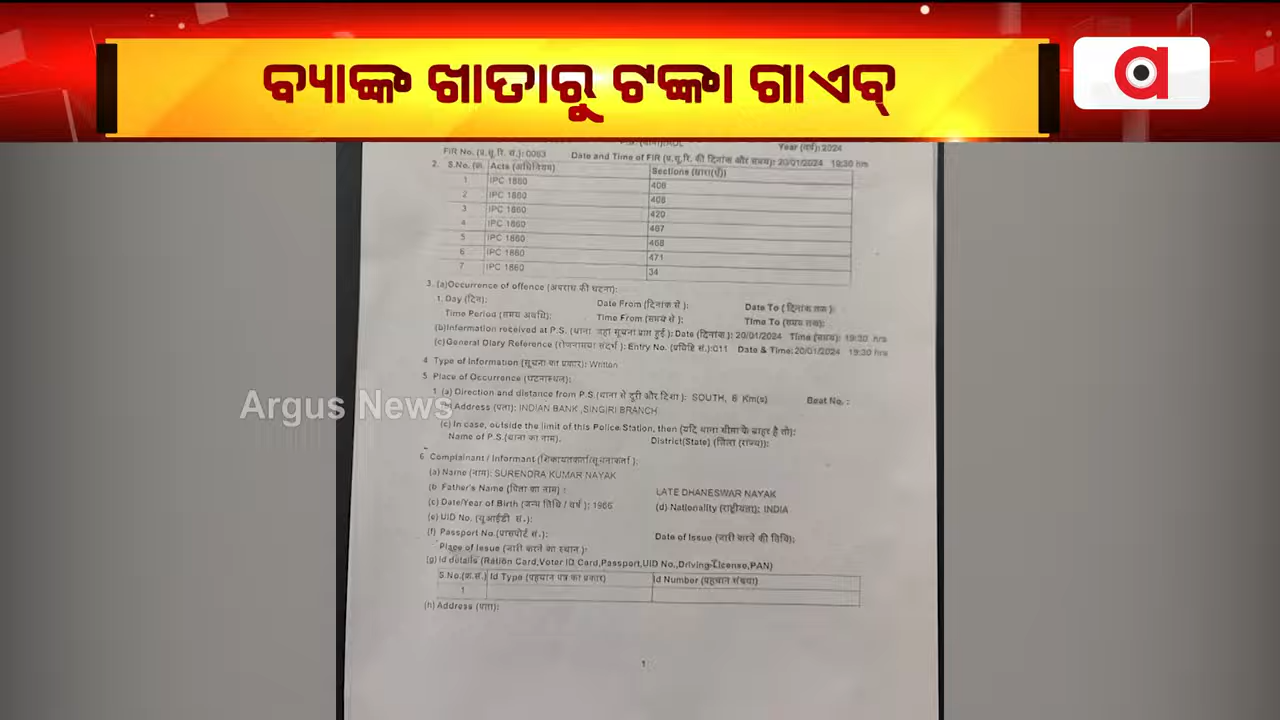 ବ୍ୟାଙ୍କ ଖାତାରୁ ଟଙ୍କା ଗାଏବ୍
a
Year (वर्ष): 2024
FIR No. (प्र.सू.रि. सं.): 0083 Date and Time of FIR (प्र.सू.रि. की दिनांक और समय): 20/01/2024 19:30 hrs
2. S.No. (क्र. Acts (अधिनियम) Sections (धारा(एँ))
1 IPC 1860 408
2 IPC 1860 408
3 IPC 1860 420
4 IPC 1860 467
5 IPC 1860 468
6 IPC 1860 471
7 IPC 1860 34
3. (a)Occurrence of offence (अपराध की घटना):
1. Day (दिन): Date From (दिनांक से): Date To (दिनांक तक):
Time Period (समय अवधि): Time From (समय से): Time To (समय तक):
(b)Information received at P.S. (थाना जहा सूचना प्राप्त हुई): Date (दिनांक): 20/01/2024 Time (समय): 19:30 hrs
(c)General Diary Reference (रोजनामचा संदर्भ): Entry No. (प्रविष्टि सं.):011 Date & Time:20/01/2024 19:30 hrs
4 Type of Information (सूचना का प्रकार): Written
5 Place of Occurrence (घटनास्थल):
1 (a) Direction and distance from P.S.(थाना से दूरी और दिशा): SOUTH, 6 Km(s) Beat No. :
Argus News
(b) Address (पता): INDIAN BANK ,SINGIRI BRANCH
(c) In case, outside the limit of this Police Station, then (यदि थाना सीमा के बाहर है तो):
Name of P.S.(थाना का नाम). District(State) (जिला (राज्य)):
6 Complainant / Informant (शिकायतकर्ता/सूचनाकर्ता ):
(a) Name (नाम): SURENDRA KUMAR NAYAK
(b) Father's Name (पिता का नाम) : LATE DHANESWAR NAYAK
(c) Date/Year of Birth (जन्म तिथि / वर्ष ): 1966 (d) Nationality (राष्ट्रीयता): INDIA
(e) UID No. (यूआईडी सं.):
(f) Passport No.(पासपोर्ट सं.): Date of Issue (जारी करने की तिथि):
Place of Issue (जारी करने का स्थान ):
(g) Id details (Ration Card,Voter ID Card,Passport,UID No.,Driving License,PAN)
S.No.(क्र.सं.) Id Type (पहचान पत्र का प्रकार) Id Number (पहचान संख्या)
1
(h) Address (पता):
1